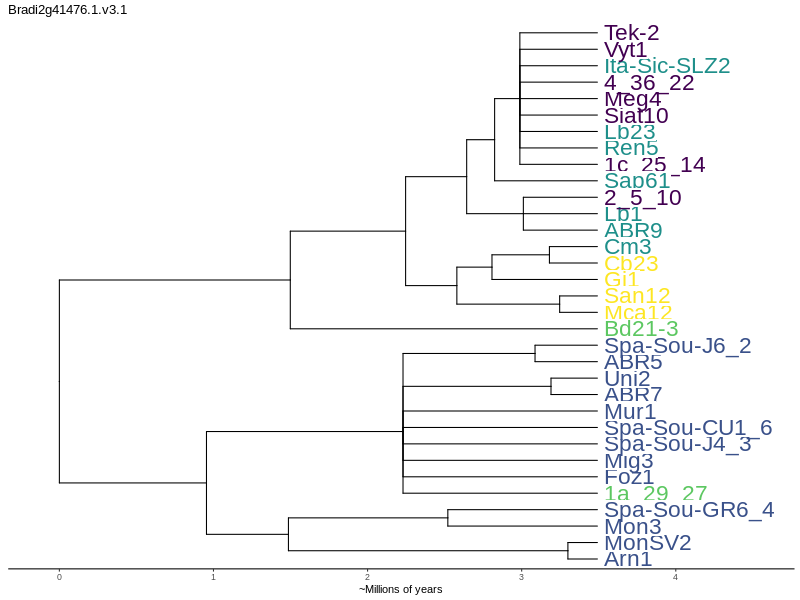 Bradi2g41476.1.v3.1
Tek-2
Vyt1
Ita-Sic-SLZ2
4_36_22
Meg4
Siat10
Lb23
Ren5
1c_25_14
Sap61
2_5_10
Lb1
ABR9
Cm3
Cb23
Gi1
San12
Mca12
Bd21-3
Spa-Sou-J6_2
ABR5
Uni2
ABR7
Mur1
Spa-Sou-CU1_6
Spa-Sou-J4_3
Mig3
Foz1
1a_29_27
Spa-Sou-GR6_4
Mon3
MonSV2
Arn1
0 1 2 3 4
~Millions of years